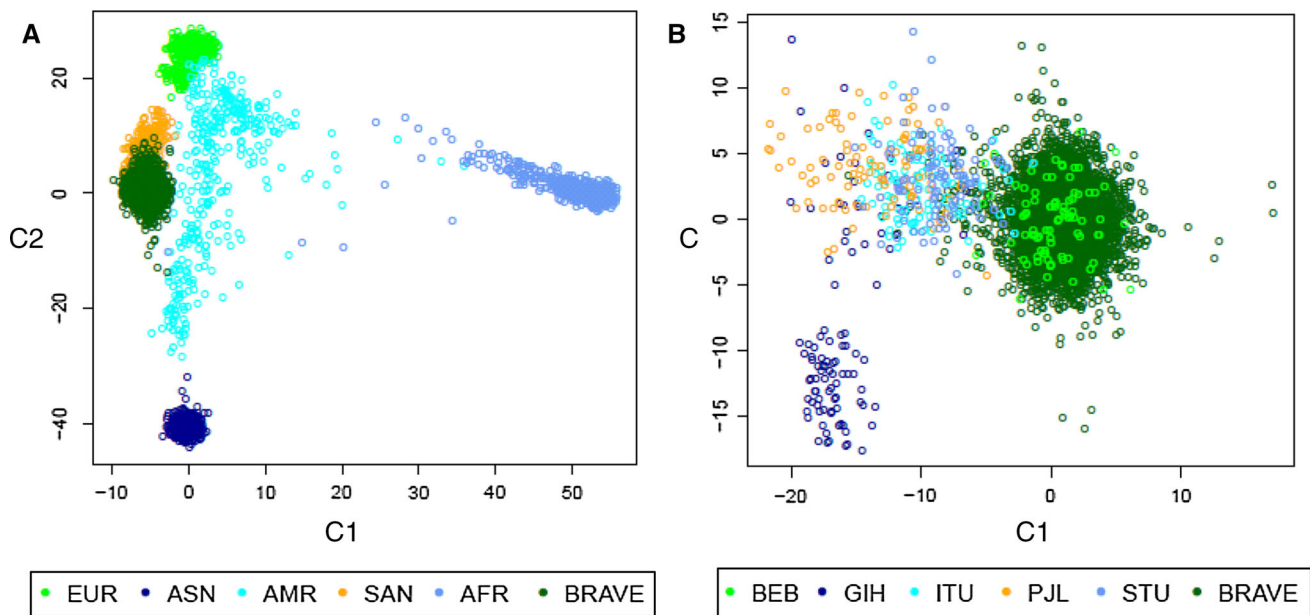 A
20
0
−20
−40
C2
−10 0 10 20 30 40 50
C1
EUR ASN AMR SAN AFR BRAVE
B
15
10
5
0
−5
−10
−15
C
−20 −10 0 10
C1
BEB GIH ITU PJL STU BRAVE